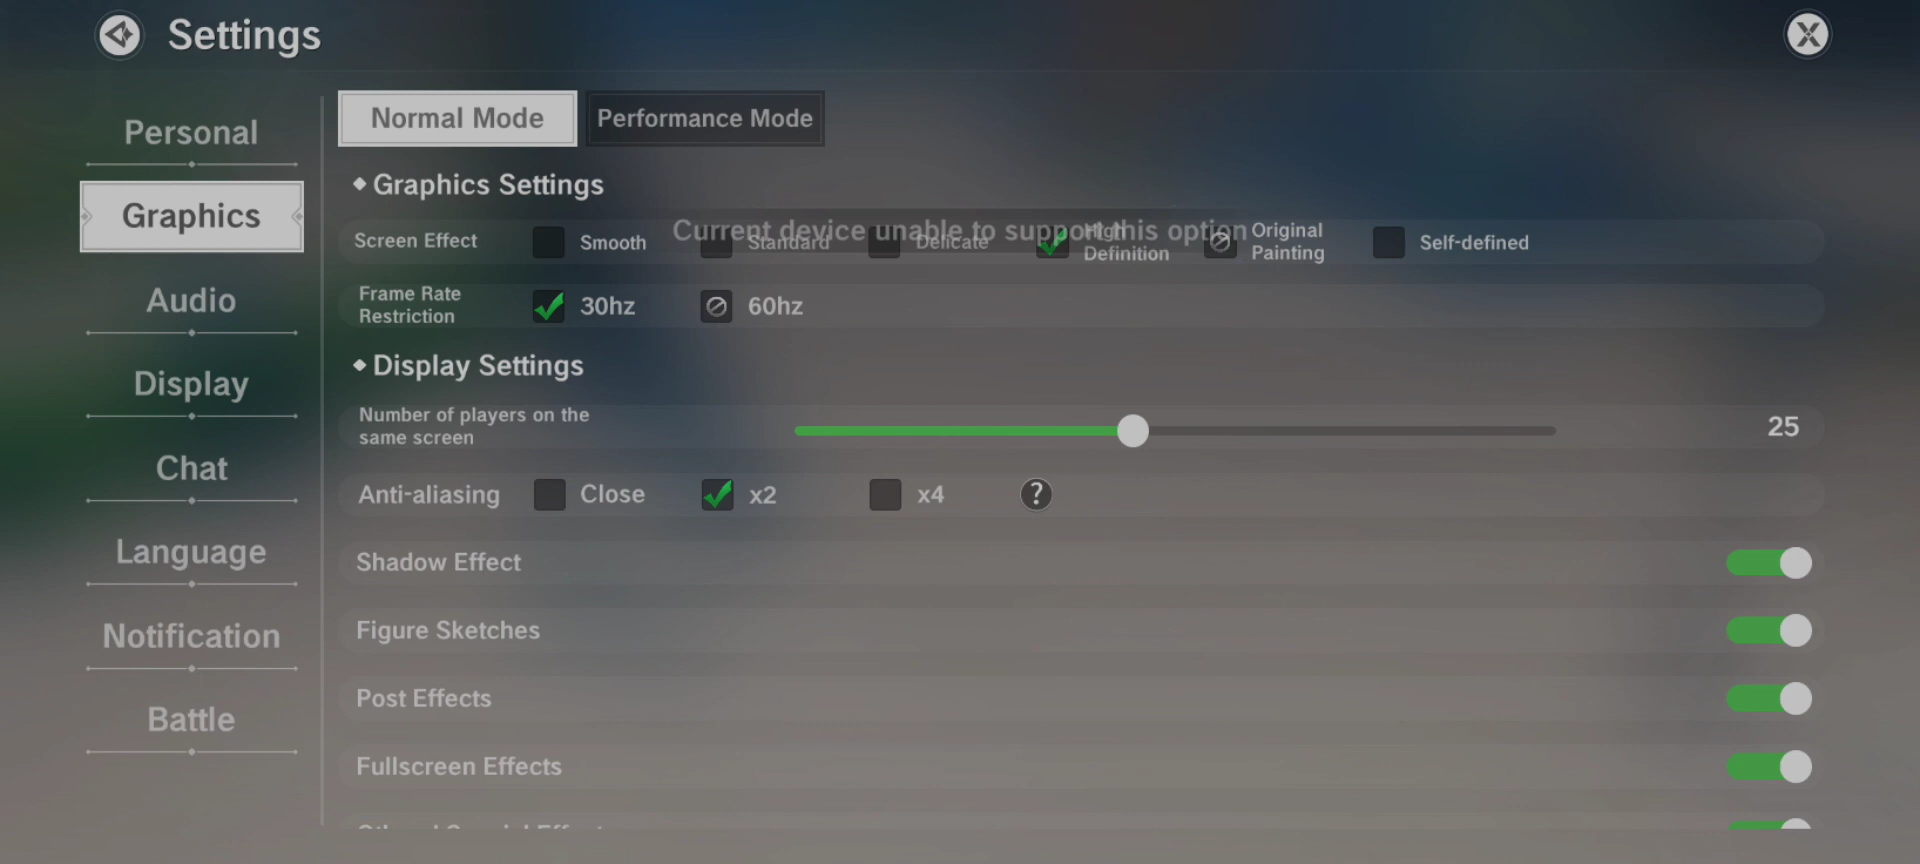 Settings
Normal Mode
Performance Mode
Personal
Graphics
Audio
Display
Chat
Language
Notification
Battle
Graphics Settings
Current device unable to support this option
Screen Effect
Smooth
Standard
Delicate
High
Definition
Original
Painting
Self-defined
Frame Rate
Restriction
30hz
60hz
Display Settings
Number of players on the
same screen
25
Anti-aliasing
Close
x2
x4
?
Shadow Effect
Figure Sketches
Post Effects
Fullscreen Effects